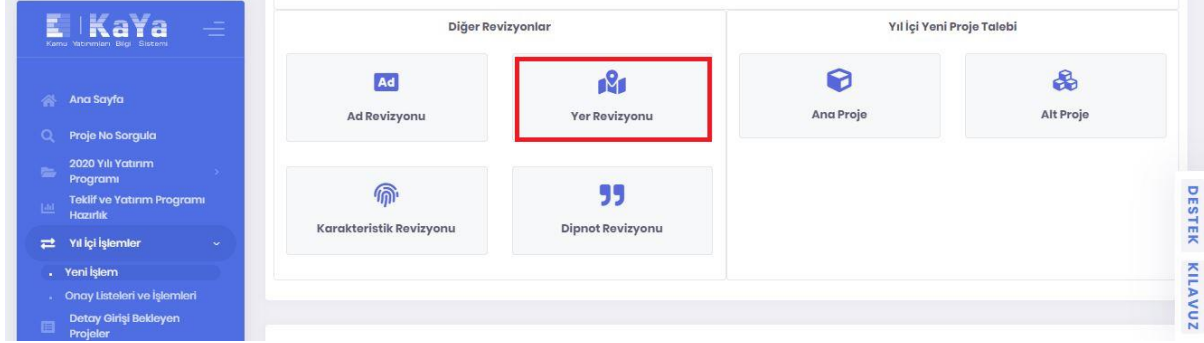 KaYa
Kamu Yatırımları Bilgi Sistemi
Ana Sayfa
Proje No Sorgula
2020 Yılı Yatırım
Programı
Teklif ve Yatırım Programı
Hazırlık
Yıl İçi İşlemler
Yeni İşlem
Onay Listeleri ve İşlemleri
Detay Girişi Bekleyen
Projeler
Diğer Revizyonlar
Ad
Ad Revizyonu
Yer Revizyonu
Karakteristik Revizyonu
Dipnot Revizyonu
Yıl İçi Yeni Proje Talebi
Ana Proje
Alt Proje
DESTEK
KILAVUZ